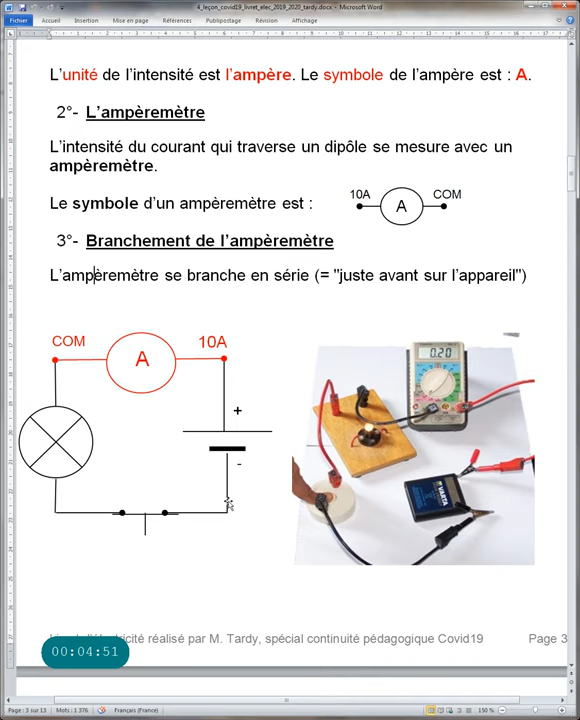 4_leçon_covid19_livret_elec_2019_2020_tardy.docx - Microsoft Word
Fichier Accueil Insertion Mise en page Références Publipostage Révision Affichage
L'unité de l'intensité est l'ampère. Le symbole de l'ampère est : A.
2°- L'ampèremètre
L'intensité du courant qui traverse un dipôle se mesure avec un
ampèremètre.
Le symbole d'un ampèremètre est :
10A A COM
3°- Branchement de l'ampèremètre
L'ampèremètre se branche en série (= "juste avant sur l'appareil")
COM A 10A
+
-
0.20
VARTA
réalisé par M. Tardy, spécial continuité pédagogique Covid19 Page 3
00:04:51
Page : 3 sur 13 Mots : 1 376 Français (France) 150 %